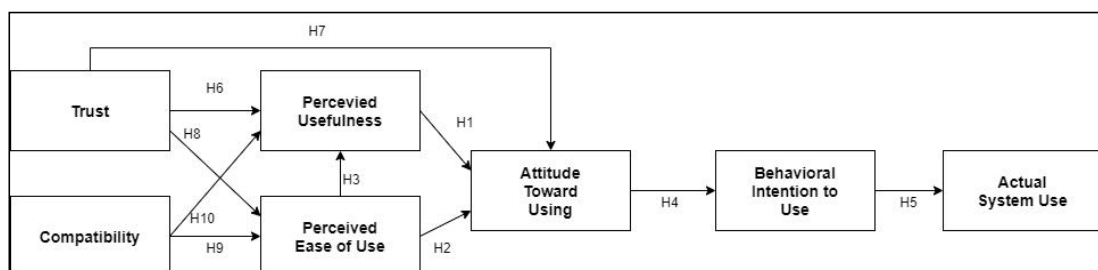 H7
Trust
H6
Percevied
Usefulness
H1
H8
H3
Attitude
Toward
Using
H4
Behavioral
Intention to
Use
H5
Actual
System Use
H10
Compatibility
H9
Perceived
Ease of Use
H2